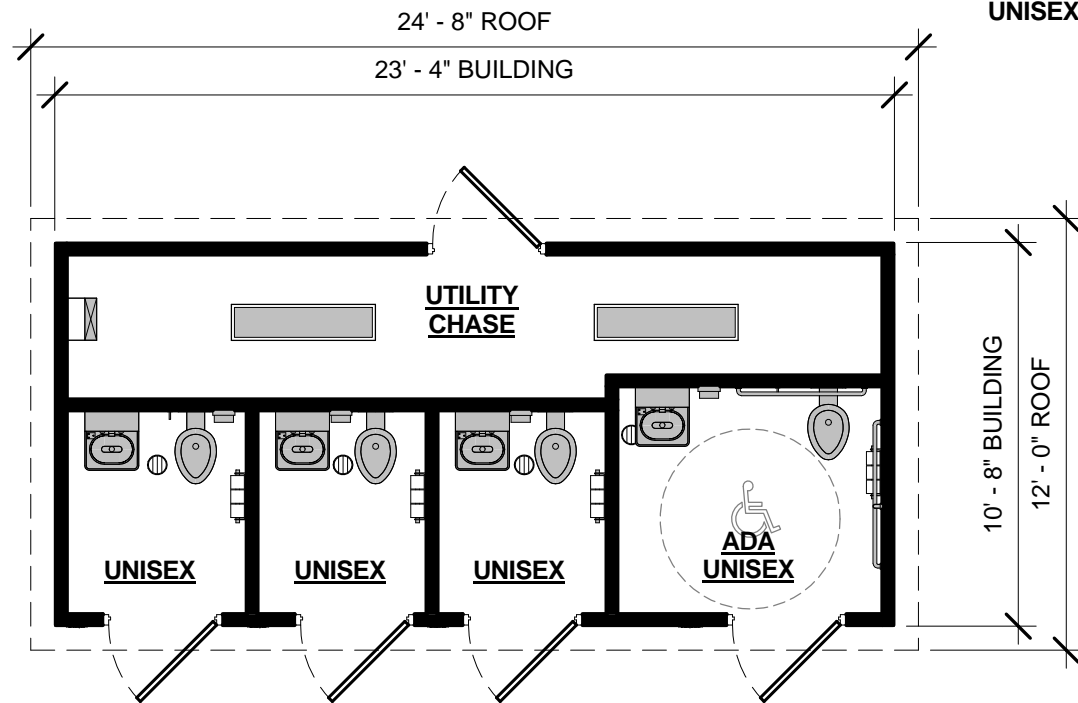 UNISEX
24' - 8" ROOF
23' - 4" BUILDING
UTILITY
CHASE
10' - 8" BUILDING
12' - 0" ROOF
UNISEX
UNISEX
UNISEX
ADA
UNISEX